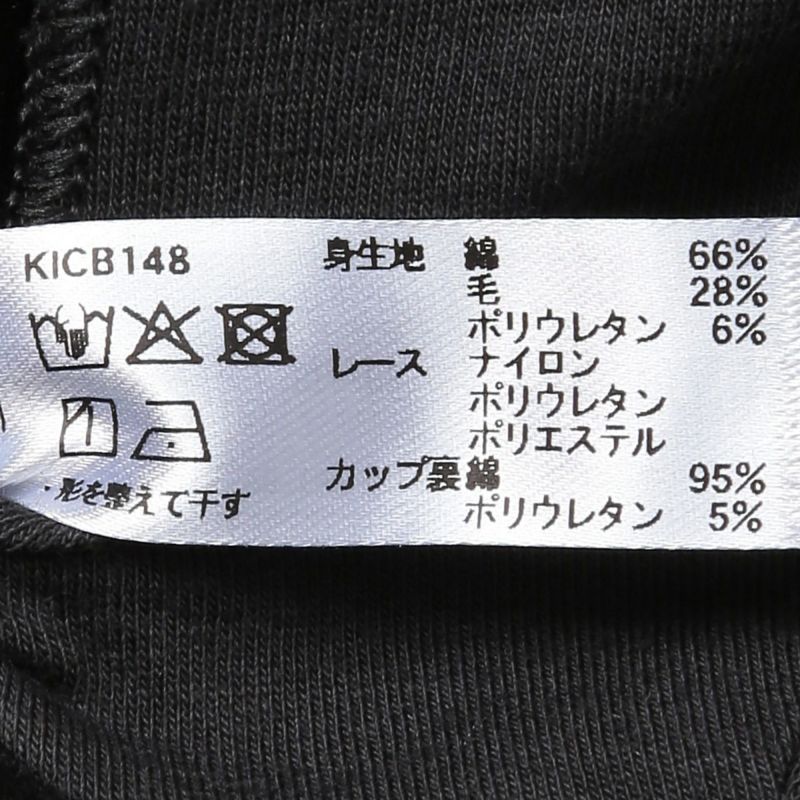 KICB148
・形を整えて干す
身生地 綿 66%
毛 28%
ポリウレタン 6%
レース ナイロン
ポリウレタン
ポリエステル
カップ裏綿 95%
ポリウレタン 5%